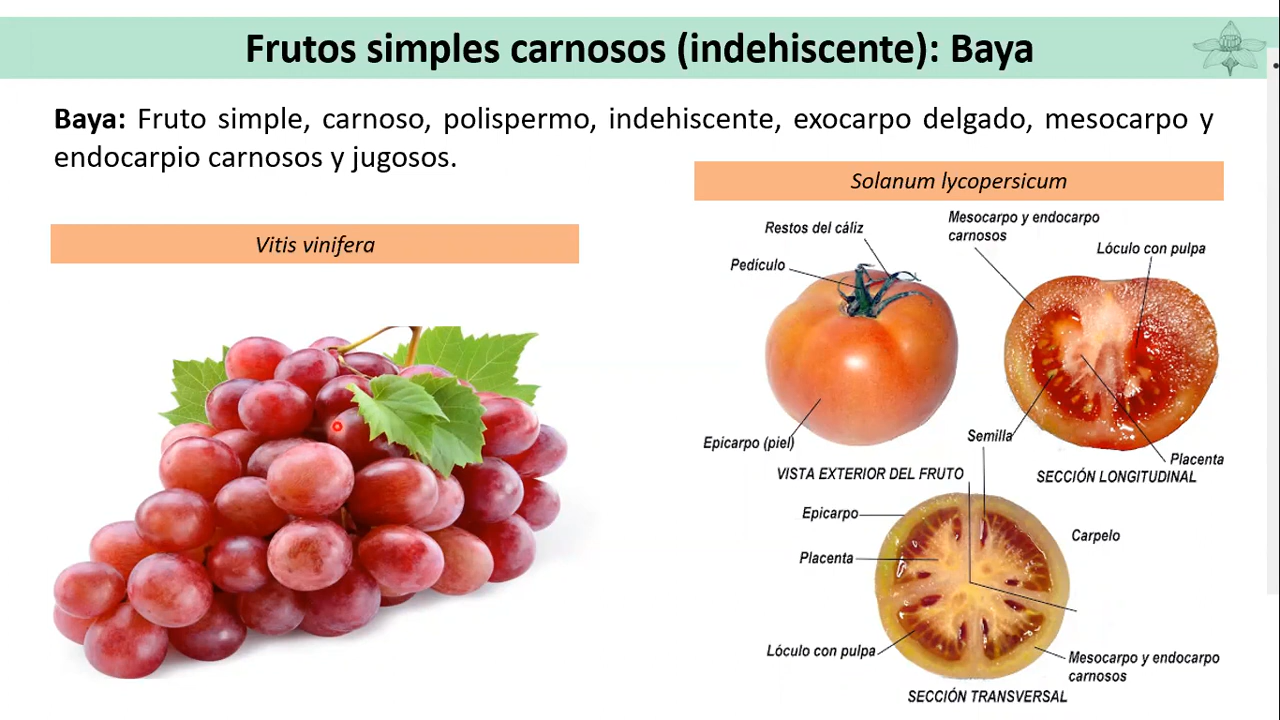 Frutos simples carnosos (indehiscente): Baya
Baya: Fruto simple, carnoso, polispermo, indehiscente, exocarpo delgado, mesocarpo y
endocarpio carnosos y jugosos.
Vitis vinifera
Solanum lycopersicum
Restos del cáliz
Pedículo
Epicarpo (piel)
VISTA EXTERIOR DEL FRUTO
Mesocarpo y endocarpo
carnosos
Lóculo con pulpa
Semilla
Placenta
SECCIÓN LONGITUDINAL
Epicarpo
Placenta
Lóculo con pulpa
Carpelo
Mesocarpo y endocarpo
carnosos
SECCIÓN TRANSVERSAL